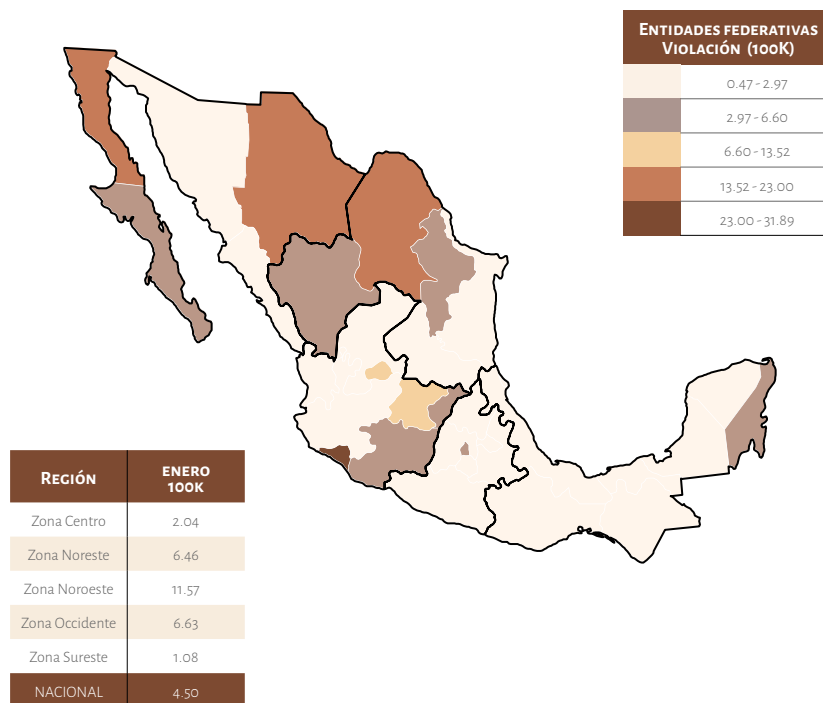 Entidades federativas
Violación (100k)
0.47 - 2.97
2.97 - 6.60
6.60 - 13.52
13.52 - 23.00
23.00 - 31.89
Región
ENERO
100K
Zona Centro 2.04
Zona Noreste 6.46
Zona Noroeste 11.57
Zona Occidente 6.63
Zona Sureste 1.08
NACIONAL 4.50